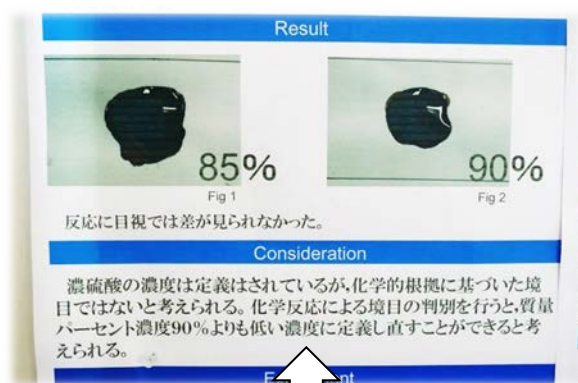 Result
85%
90%
Fig 1
Fig 2
反応に目視では差が見られなかった。
Consideration
濃硫酸の濃度は定義はされているが、化学的根拠に基づいた境
目ではないと考えられる。化学反応による境目の判別を行うと、質量
パーセント濃度90%よりも低い濃度に定義し直すことができると考
えられる。